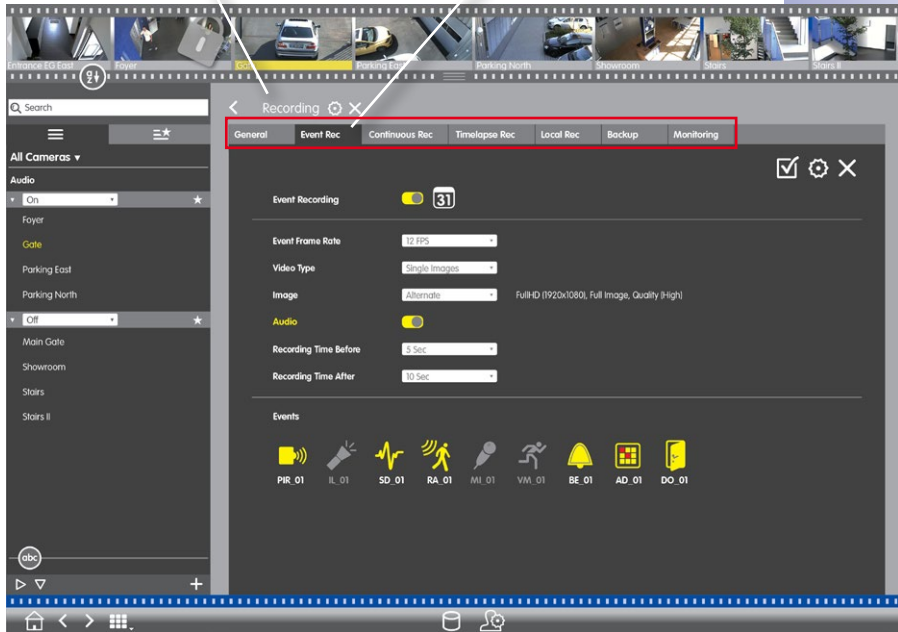 Entrance EG East Foyer Gate Parking East Parking North Showroom Stairs Stairs II
Search
Recording
General Event Rec Continuous Rec Timelapse Rec Local Rec Backup Monitoring
All Cameras
Audio
On
Foyer
Gate
Parking East
Parking North
Off
Main Gate
Showroom
Stairs
Stairs II
abc
Event Recording 31
Event Frame Rate 12 FPS
Video Type Single Images
Image Alternate FullHD (1920x1080), Full Image, Quality (High)
Audio
Recording Time Before 5 Sec
Recording Time After 10 Sec
Events
PIR_01 IL_01 SD_01 RA_01 MI_01 VM_01 BE_01 AD_01 DO_01